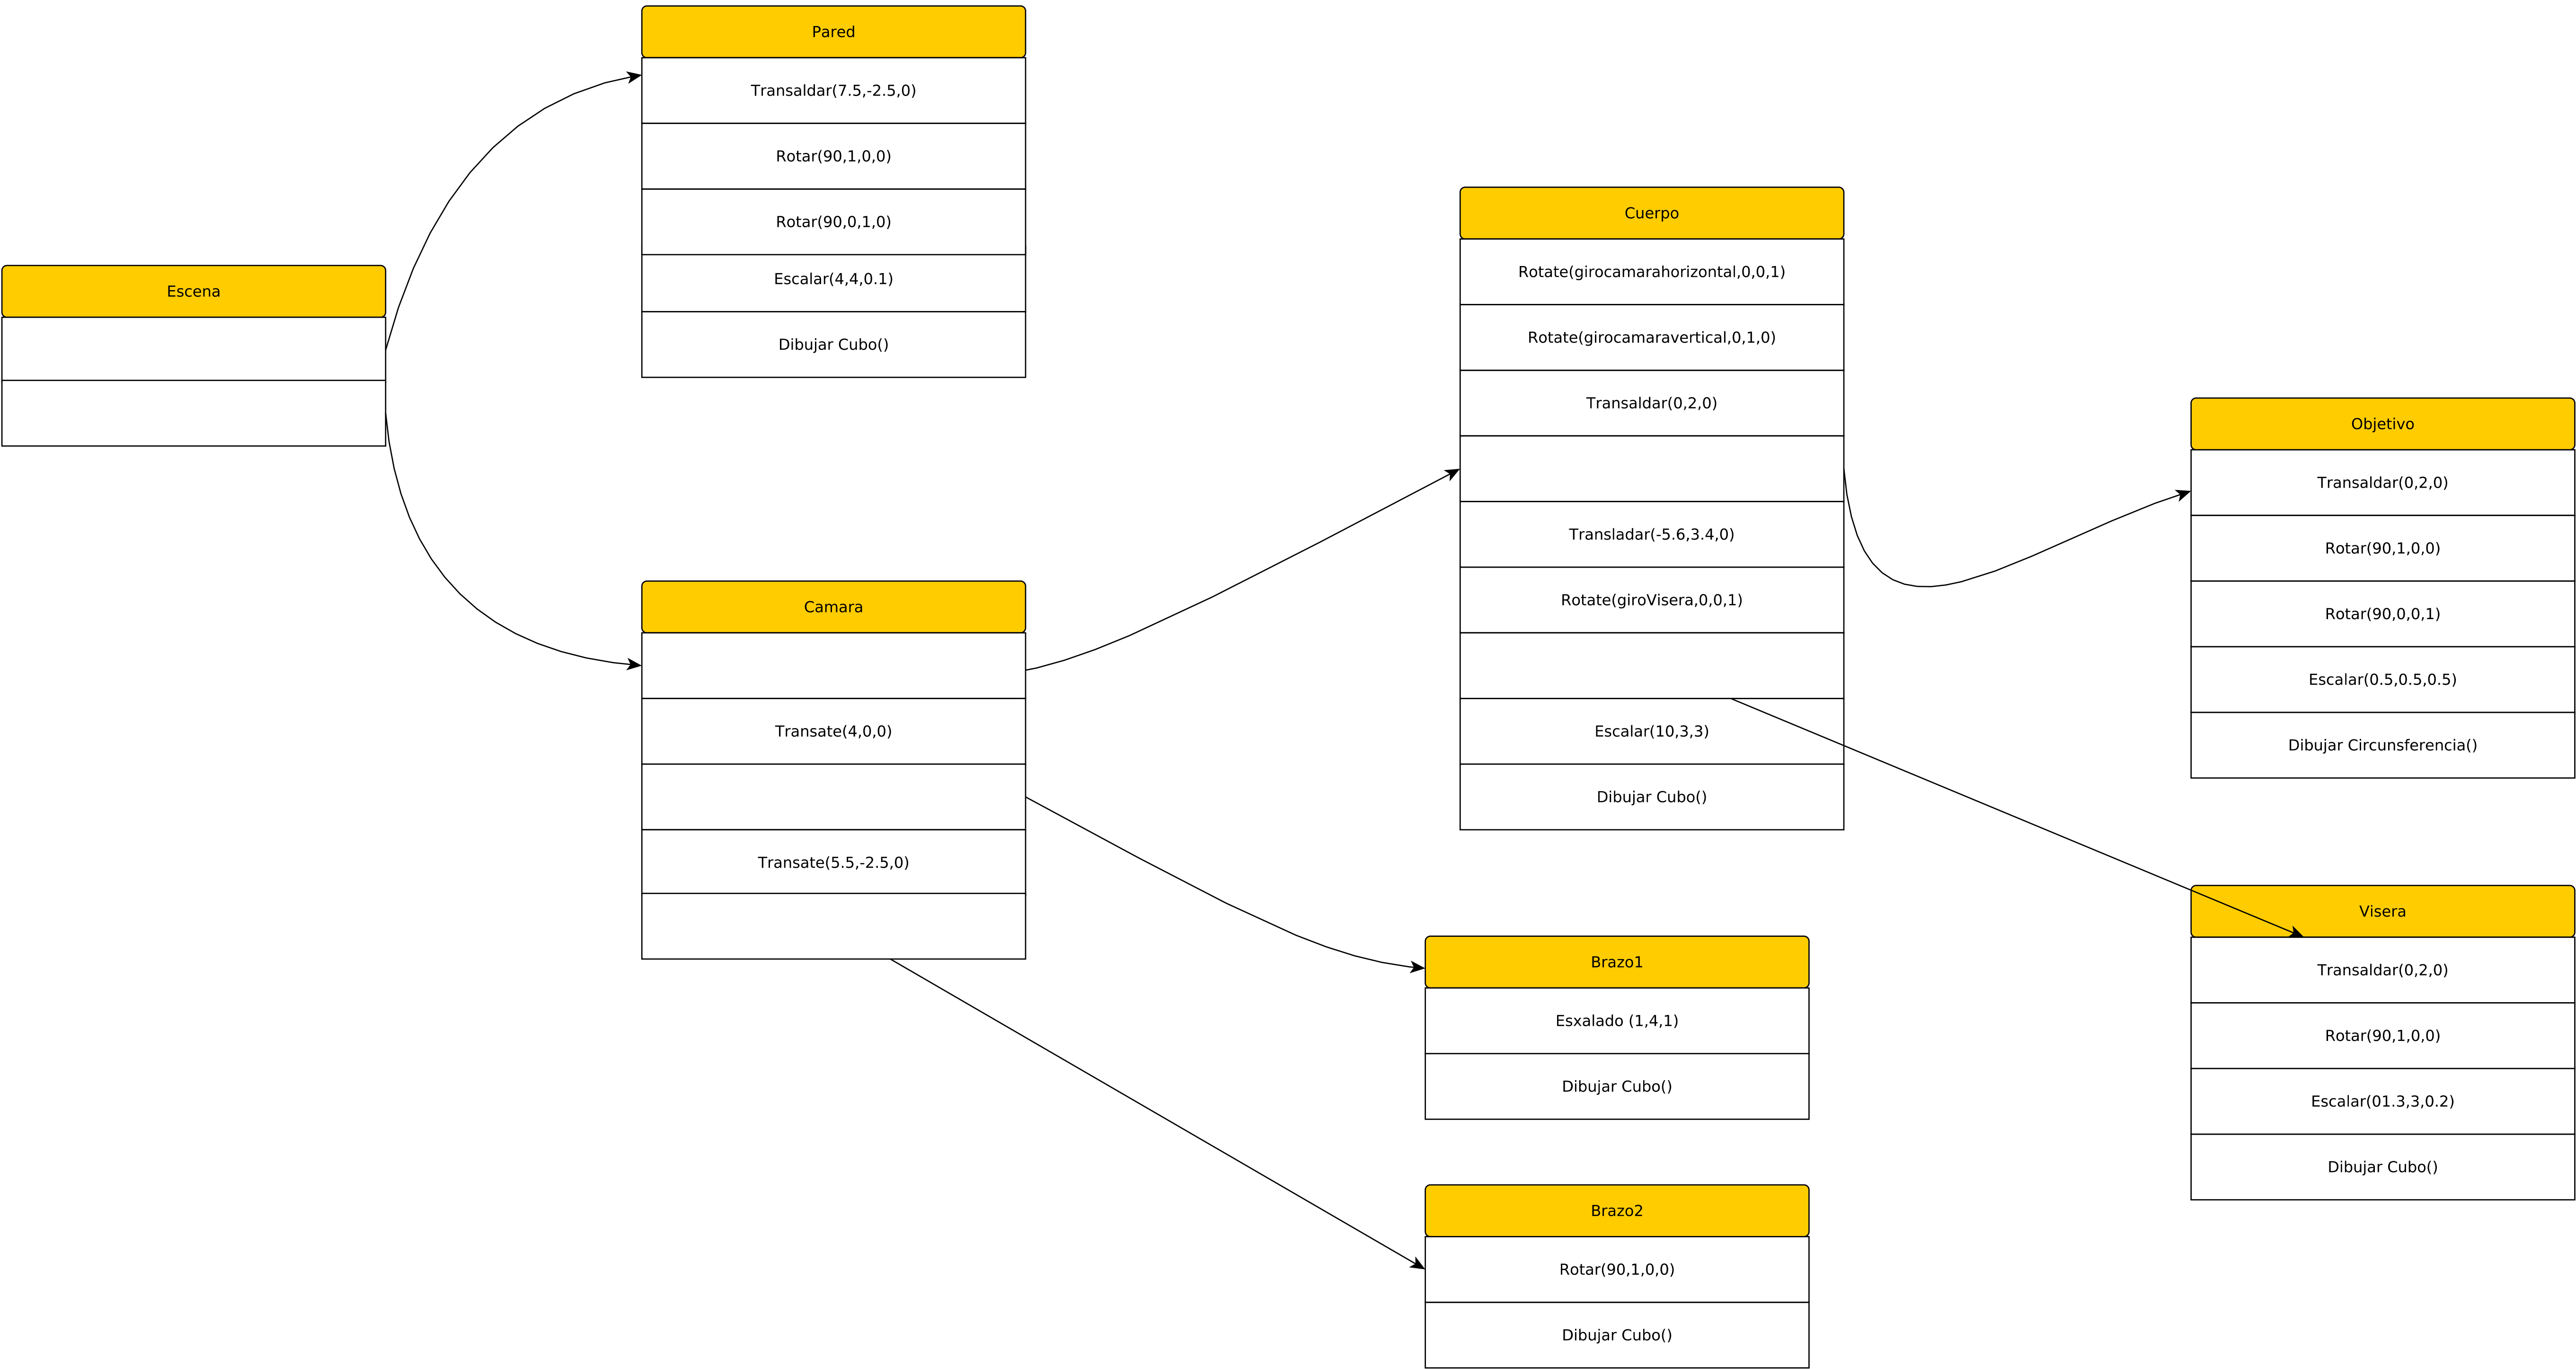 Escena
Pared
Transaldar(7.5,-2.5,0)
Rotar(90,1,0,0)
Rotar(90,0,1,0)
Escalar(4,4,0.1)
Dibujar Cubo()
Camara
Transate(4,0,0)
Transate(5.5,-2.5,0)
Cuerpo
Rotate(girocamarahorizontal,0,0,1)
Rotate(girocamaravertical,0,1,0)
Transaldar(0,2,0)
Transladar(-5.6,3.4,0)
Rotate(giroVisera,0,0,1)
Escalar(10,3,3)
Dibujar Cubo()
Brazo1
Esxalado (1,4,1)
Dibujar Cubo()
Brazo2
Rotar(90,1,0,0)
Dibujar Cubo()
Objetivo
Transaldar(0,2,0)
Rotar(90,1,0,0)
Rotar(90,0,0,1)
Escalar(0.5,0.5,0.5)
Dibujar Circunsferencia()
Visera
Transaldar(0,2,0)
Rotar(90,1,0,0)
Escalar(01.3,3,0.2)
Dibujar Cubo()